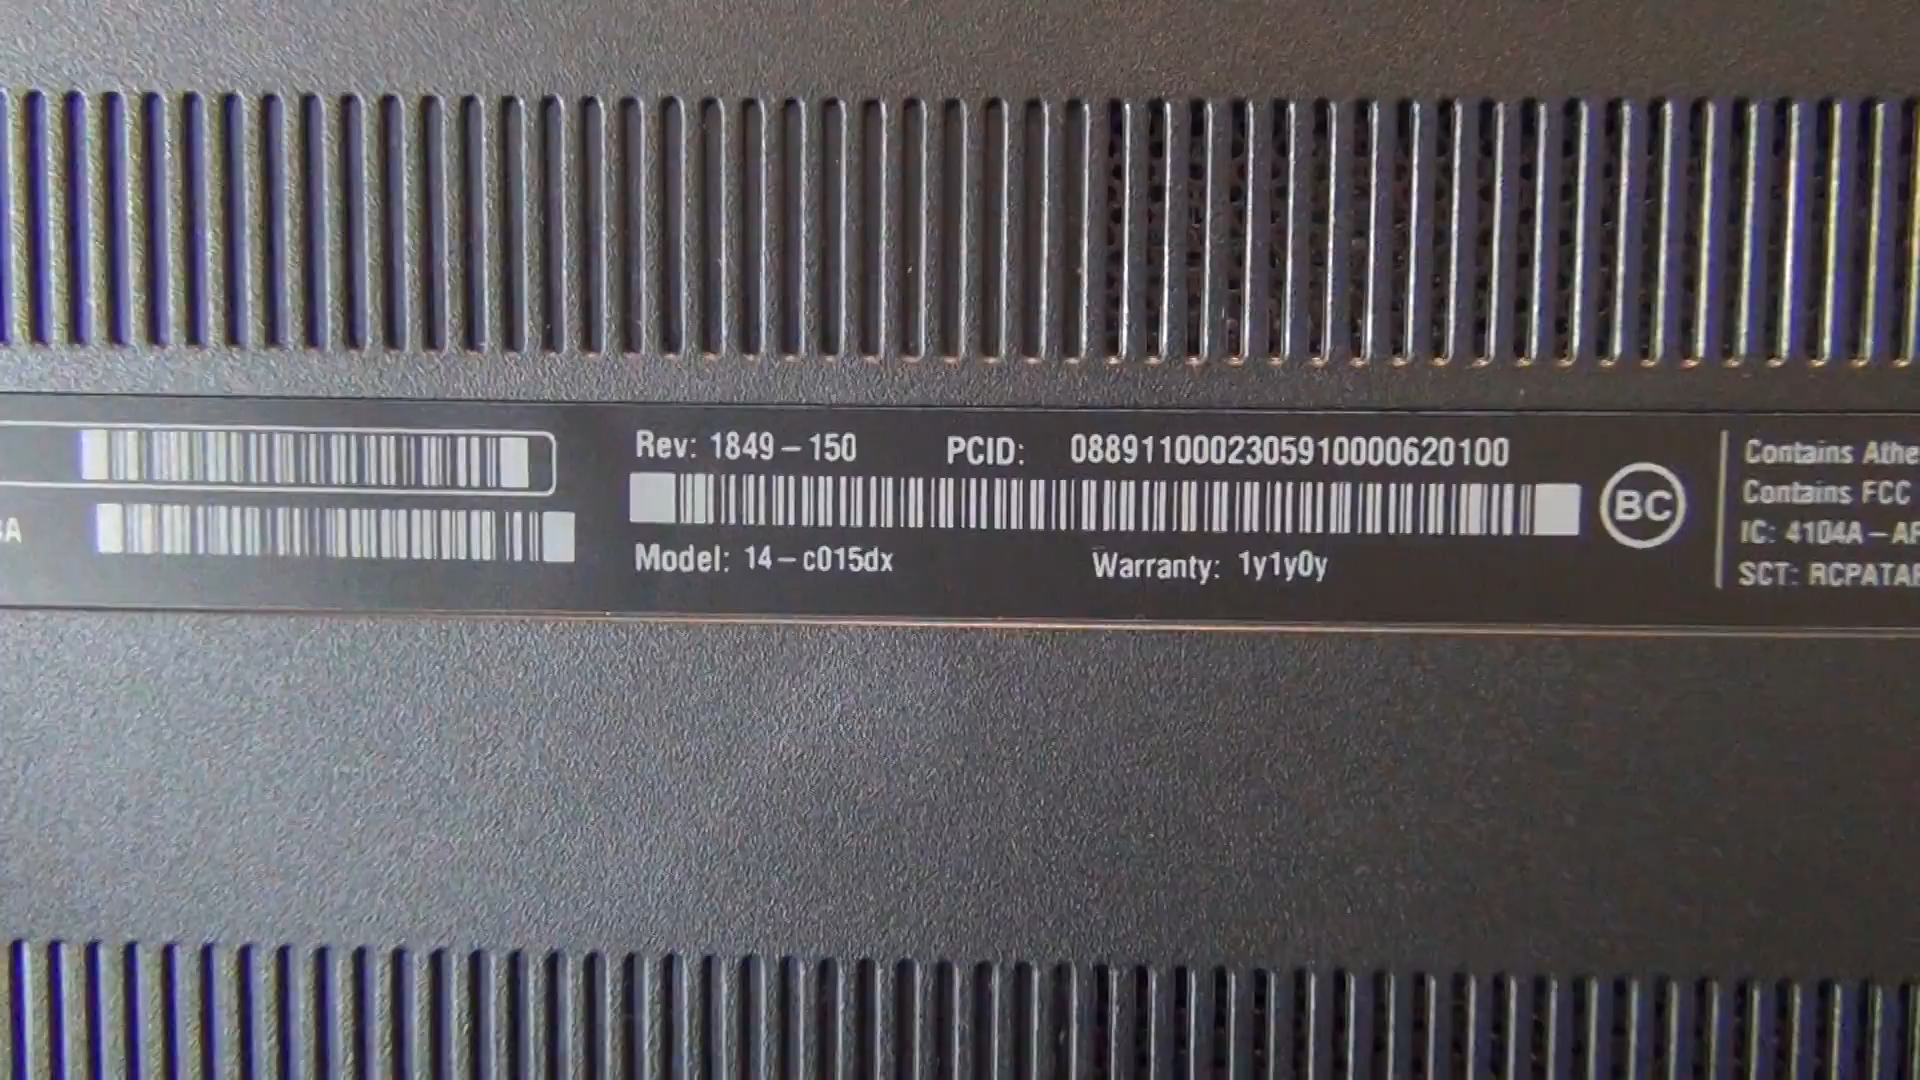 Rev: 1849-150 PCID: 0889110002305910000620100
Model: 14-c015dx Warranty: 1y1y0y
BC
Contains
Contains FCC
IC: 4104A-
SCT: